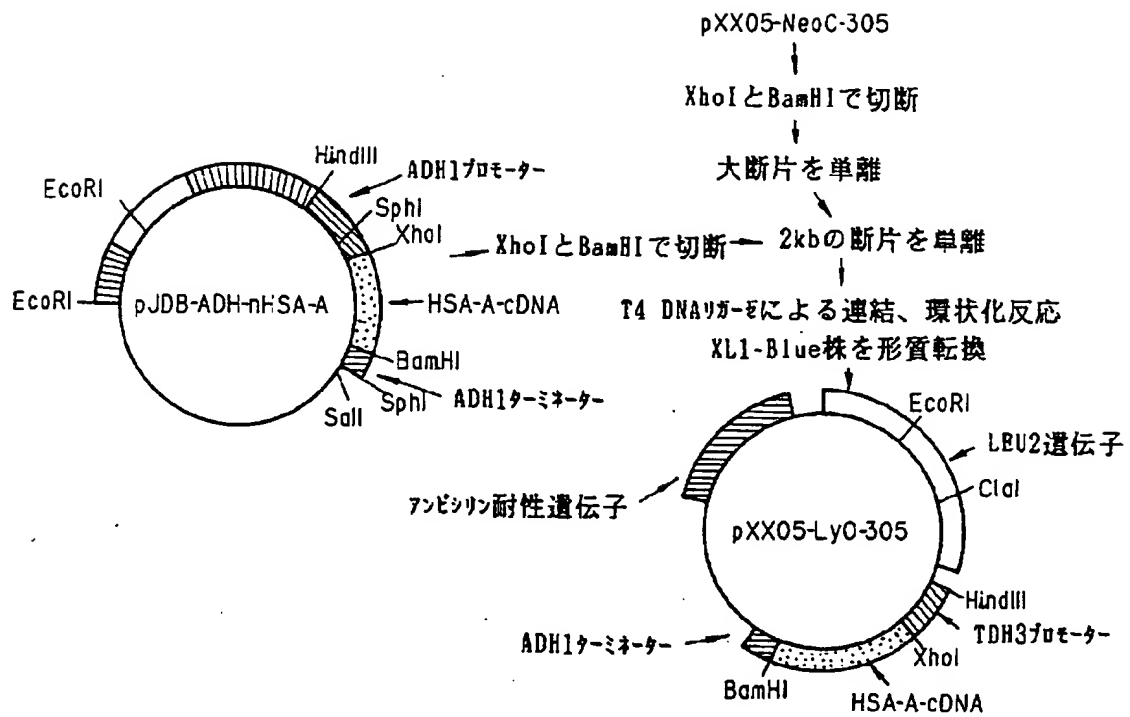 pXX05-NeoC-305
XhoIとBamHIで切断
大断片を単離
HindIII
ADH1プロモーター
EcoRI
SphI
XhoI
XhoIとBamHIで切断
2kbの断片を単離
EcoRI
pJDB-ADH-nHSA-A
HSA-A-cDNA
T4 DNAリガーゼによる連結、環状化反応
XL1-Blue株を形質転換
BamHI
SphI
ADH1ターミネーター
SalI
EcoRI
LEU2遺伝子
ClaI
アンピシリン耐性遺伝子
pXX05-LyO-305
HindIII
TDH3プロモーター
ADH1ターミネーター
XhoI
BamHI
HSA-A-cDNA